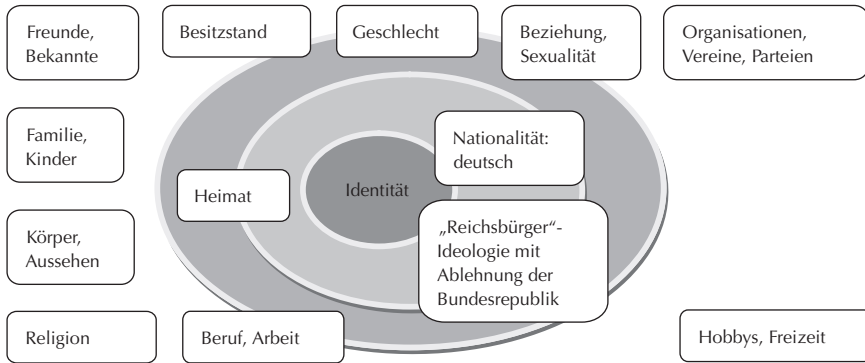 Freunde,
Bekannte
Besitzstand
Geschlecht
Beziehung,
Sexualität
Organisationen,
Vereine, Parteien
Familie,
Kinder
Nationalität:
deutsch
Heimat
Identität
Körper,
Aussehen
„Reichsbürger“-
Ideologie mit
Ablehnung der
Bundesrepublik
Religion
Beruf, Arbeit
Hobbys, Freizeit